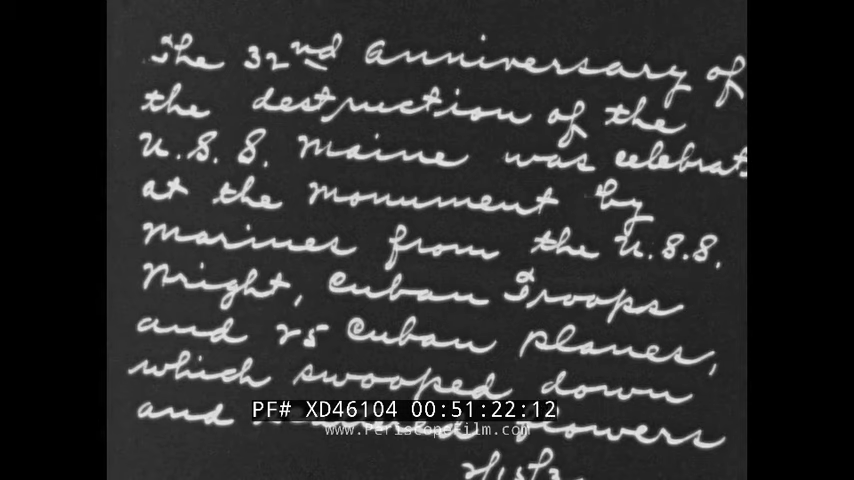 The 32nd Anniversary of
the destruction of the
U.S.S. Maine was celebrat
at the monument by
Marines from the U.S.S.
Wright, Cuban Troops
and 25 Cuban planes,
which swooped down
and flowers
PF# XD46104 00:51:22:12
www.PeriscopeFilm.com